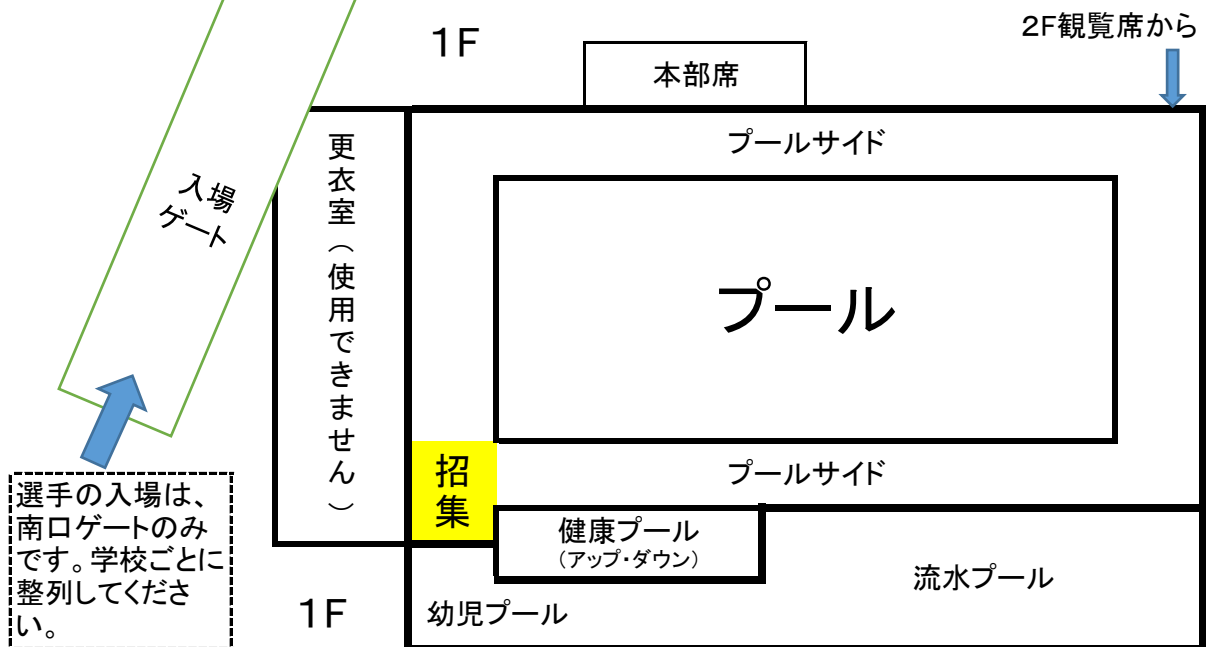 1F
2F観覧席から
本部席
プールサイド
更衣室（使用できません）
入場
ゲート
プール
招
集
プールサイド
選手の入場は、
南口ゲートのみ
です。学校ごとに
整列してくださ
い。
健康プール
（アップ・ダウン）
流水プール
1F
幼児プール